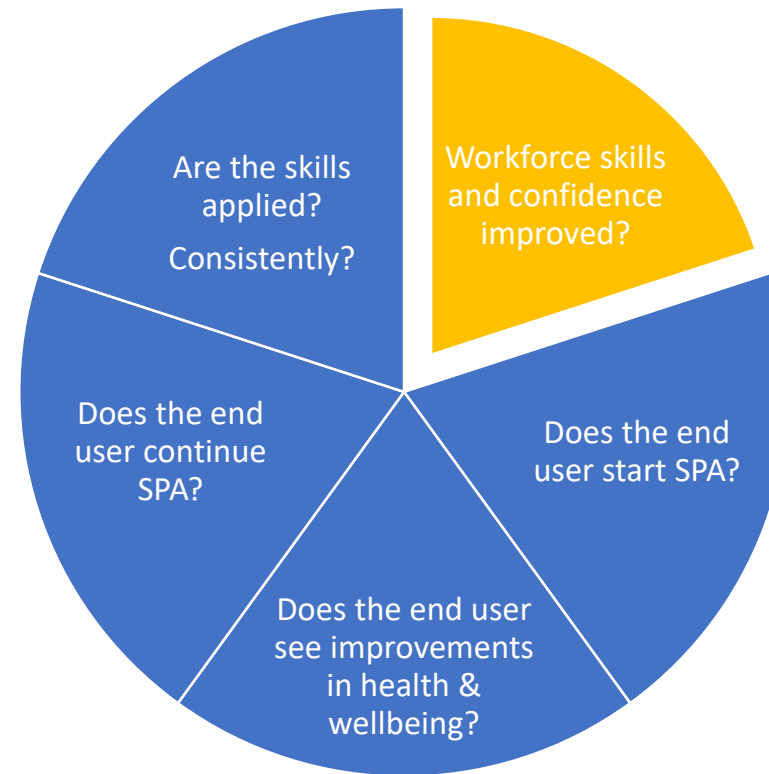 Workforce skills
and confidence
improved?
Does the end
user start SPA?
Does the end user
see improvements
in health &
wellbeing?
Does the end
user continue
SPA?
Are the skills
applied?
Consistently?